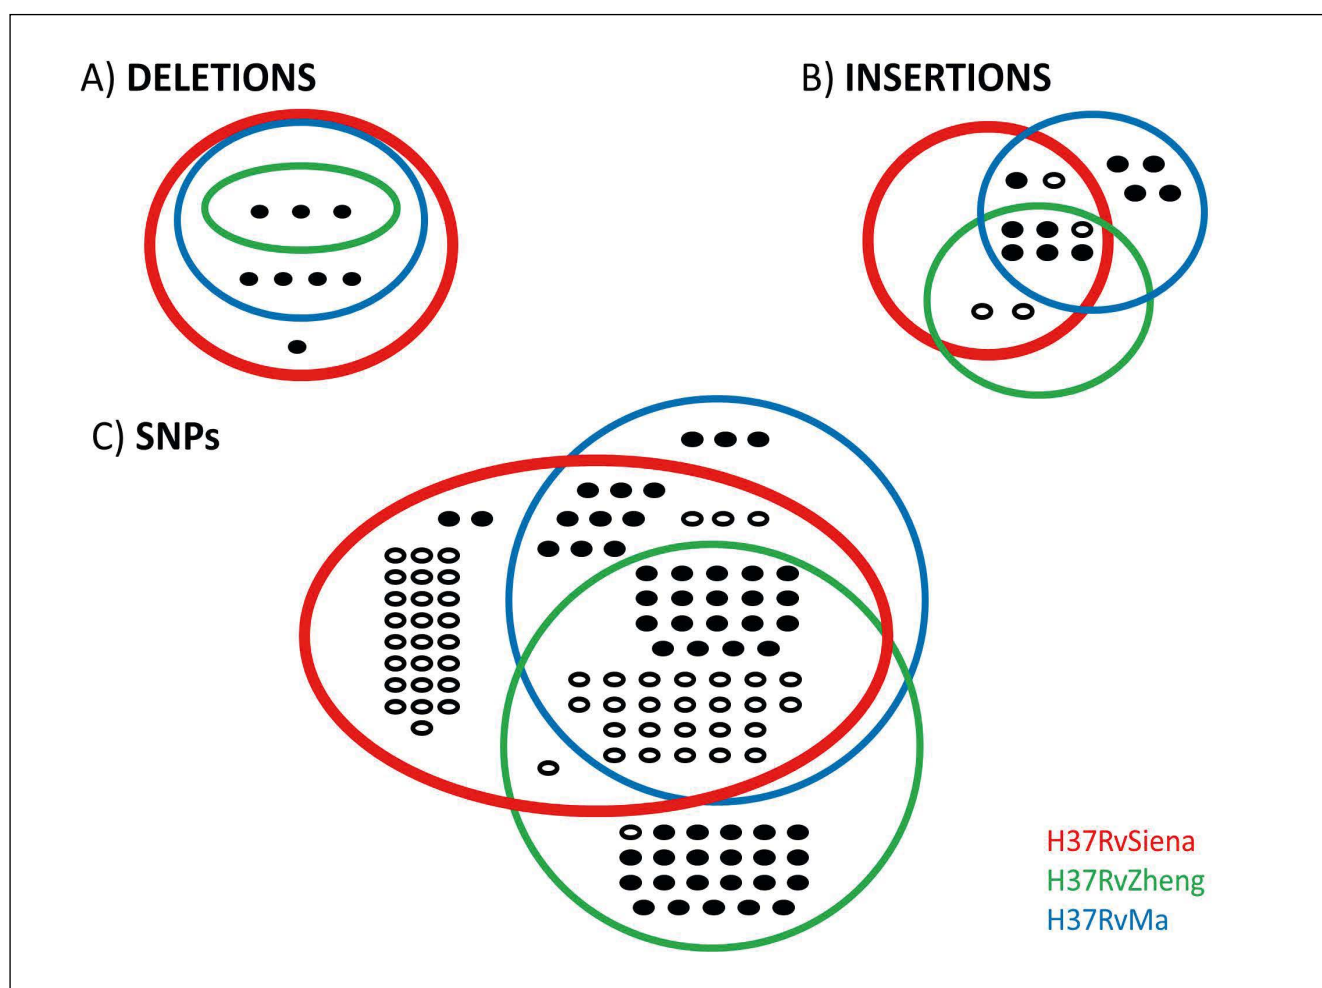 A) DELETIONS
B) INSERTIONS
C) SNPs
H37RvSiena
H37RvZheng
H37RvMa